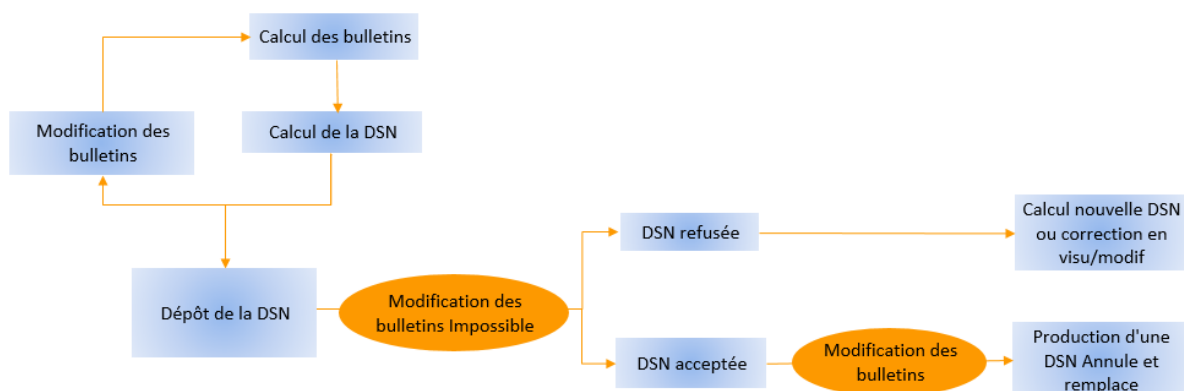 Calcul des bulletins
Modification des
bulletins
Calcul de la DSN
DSN refusée
Calcul nouvelle DSN
ou correction en
visu/modif
Dépôt de la DSN
Modification des
bulletins Impossible
DSN acceptée
Modification des
bulletins
Production d'une
DSN Annule et
remplace